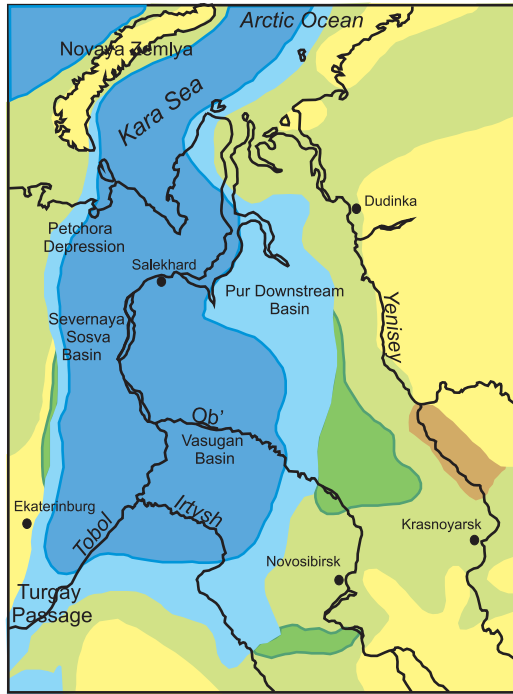 Arctic Ocean
Novaya Zemlya
Kara Sea
Dudinka
Petchora
Depression
Salekhard
Pur Downstream
Basin
Yenisey
Severnaya
Sosva
Basin
Ob'
Vasugan
Basin
Ekaterinburg
Irtysh
Tobol
Krasnoyarsk
Novosibirsk
Turgay
Passage